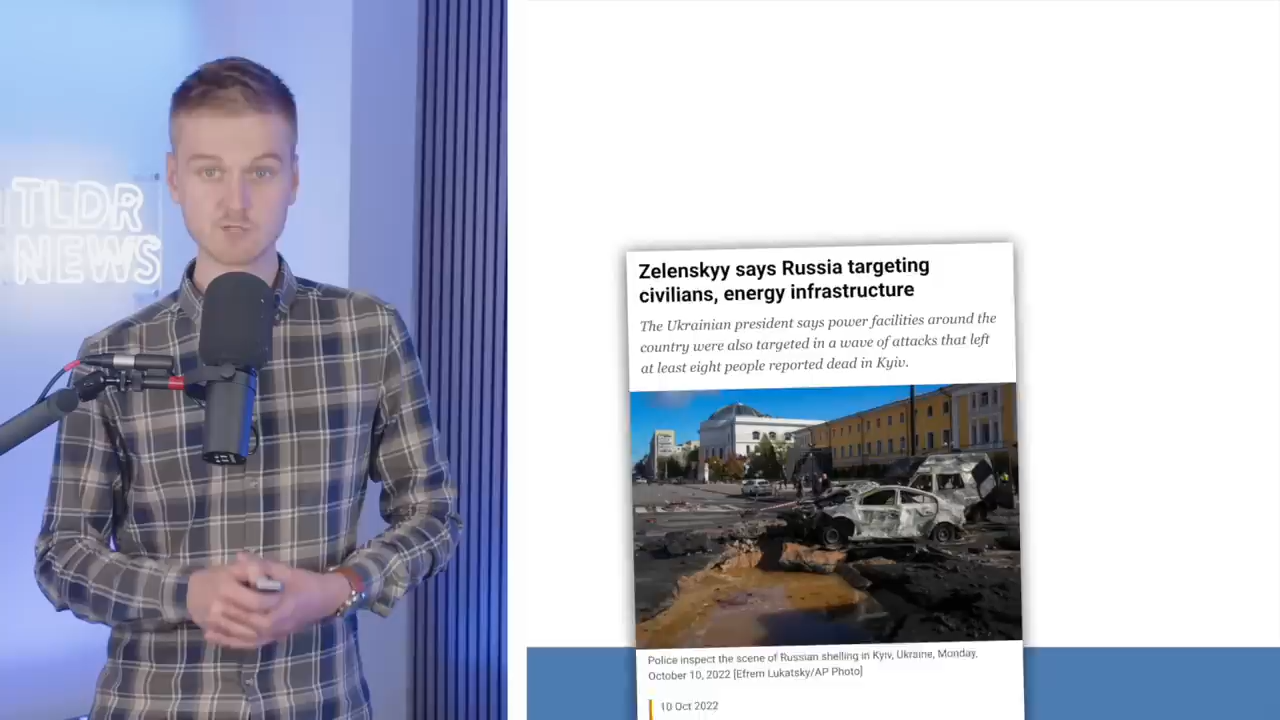 TLDR
NEWS
Zelenskyy says Russia targeting
civilians, energy infrastructure
The Ukrainian president says power facilities around the
country were also targeted in a wave of attacks that left
at least eight people reported dead in Kyiv.
Police inspect the scene of Russian shelling in Kyiv, Ukraine, Monday,
October 10, 2022 [Efrem Lukatsky/AP Photo]
10 Oct 2022